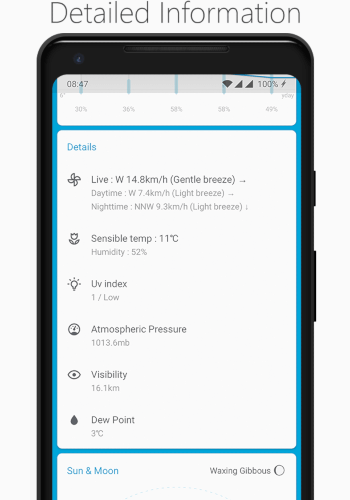 Detailed Information
08:47
100%
30%
36%
58%
58%
49%
Details
Live : W 14.8km/h (Gentle breeze) →
Daytime : W 7.4km/h (Light breeze) →
Nighttime : NNW 9.3km/h (Light breeze) ↓
Sensible temp : 11℃
Humidity : 52%
Uv index
1 / Low
Atmospheric Pressure
1013.6mb
Visibility
16.1km
Dew Point
3℃
Sun & Moon
Waxing Gibbous